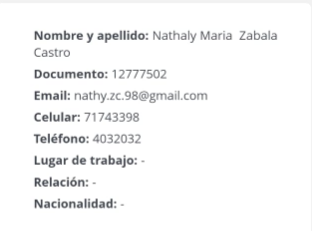 Nombre y apellido: Nathaly Maria  Zabala
Castro
Documento: 12777502
Email: nathy.zc.98@gmail.com
Celular: 71743398
Teléfono: 4032032
Lugar de trabajo: -
Relación: -
Nacionalidad: -